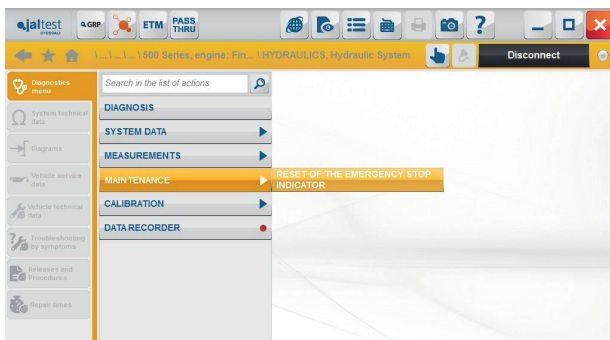 jaltest
GRP
ETM
PASS
THRU
?
\...\...\...\ 500 Series, engine: Fin... \ HYDRAULICS, Hydraulic System
Disconnect
Diagnostics
menu
Search in the list of actions
System technical
data
DIAGNOSIS
SYSTEM DATA
Diagrams
MEASUREMENTS
Vehicle service
data
MAINTENANCE
RESET OF THE EMERGENCY STOP
INDICATOR
Vehicle technical
data
CALIBRATION
Troubleshooting
by symptoms
DATA RECORDER
Releases and
Procedures
Repair times